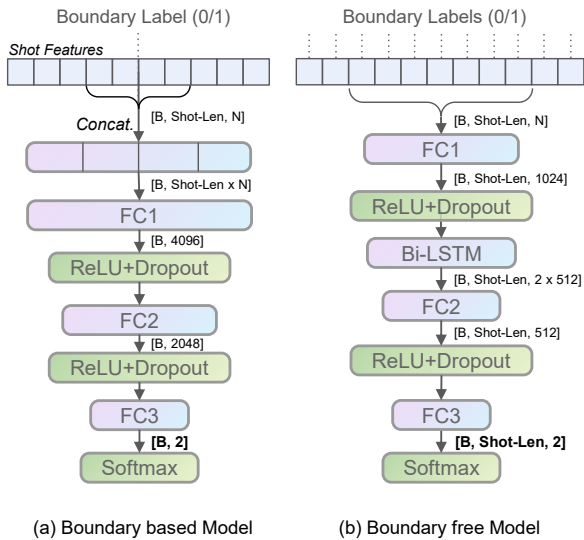 Boundary Label (0/1)
Shot Features
[B, Shot-Len, N]
Concat.
[B, Shot-Len x N]
FC1
[B, 4096]
ReLU+Dropout
FC2
[B, 2048]
ReLU+Dropout
FC3
[B, 2]
Softmax
(a) Boundary based Model
Boundary Labels (0/1)
[B, Shot-Len, N]
FC1
[B, Shot-Len, 1024]
ReLU+Dropout
Bi-LSTM
[B, Shot-Len, 2 x 512]
FC2
[B, Shot-Len, 512]
ReLU+Dropout
FC3
[B, Shot-Len, 2]
Softmax
(b) Boundary free Model